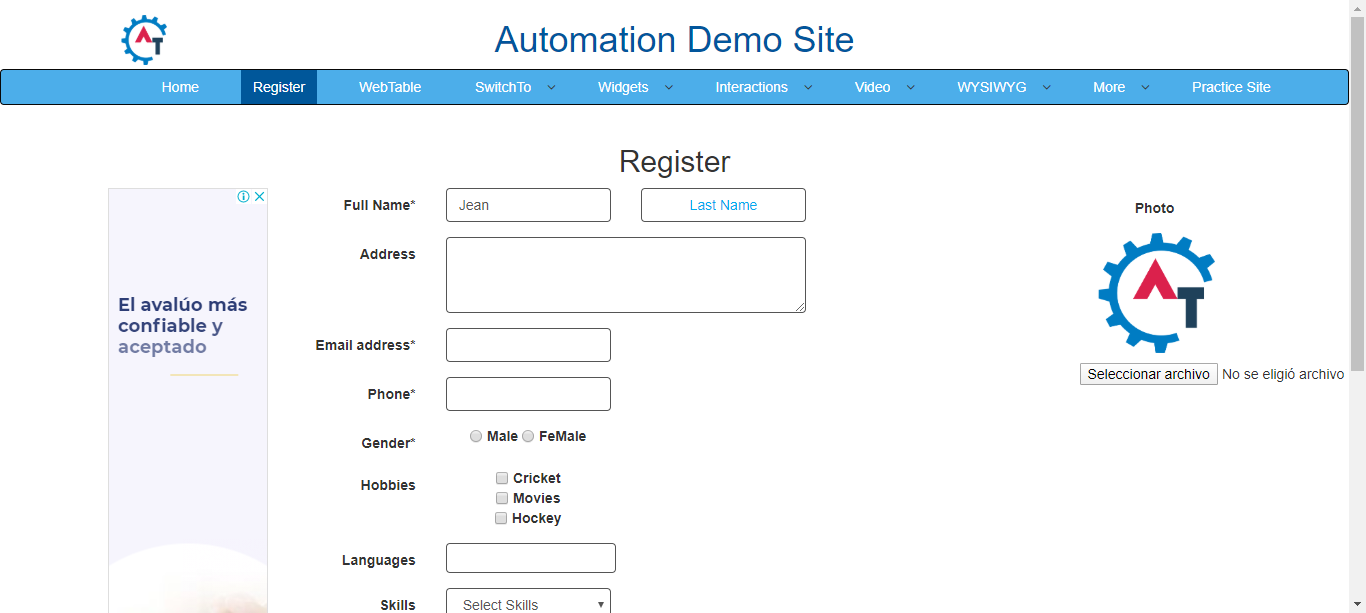 AT
Automation Demo Site
Home Register WebTable SwitchTo Widgets Interactions Video WYSIWYG More Practice Site
Register
El avalúo más
confiable y
aceptado
Full Name* Jean Last Name
Address
Email address*
Phone*
Gender* Male FeMale
Hobbies Cricket
Movies
Hockey
Languages
Skills Select Skills
Photo
AT
Seleccionar archivo No se eligió archivo